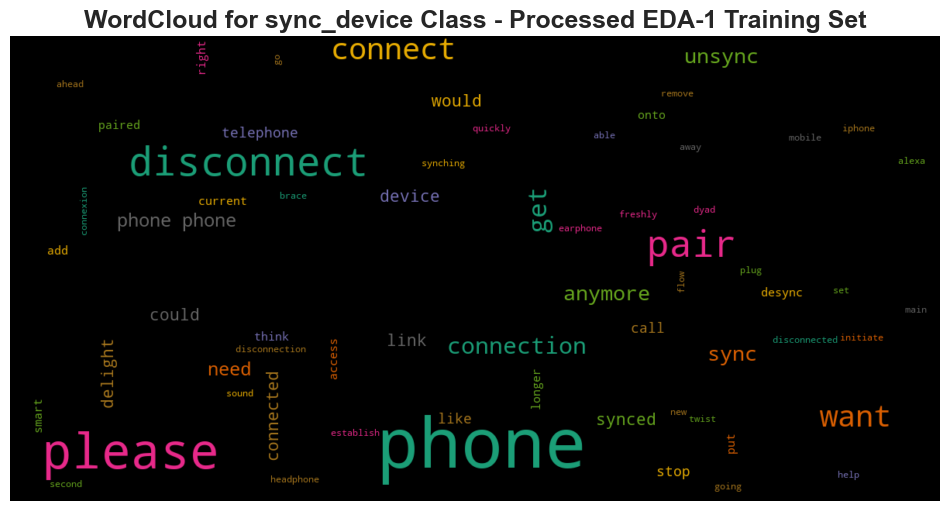 WordCloud for sync_device Class - Processed EDA-1 Training Set
connect
right
go
unsync
ahead
would
remove
paired
telephone
quickly
onto
able
mobile
iphone
away
disconnect
synching
alexa
connexion
current
brace
device
get
phone phone
earphone
freshly
dyad
add
pair
plug
flow
anymore
desync
set
main
could
think
link
call
disconnection
connection
disconnected
initiate
delight
need
access
sync
sound
longer
smart
connected
like
synced
new
twist
want
establish
please
phone
put
stop
help
second
headphone
going